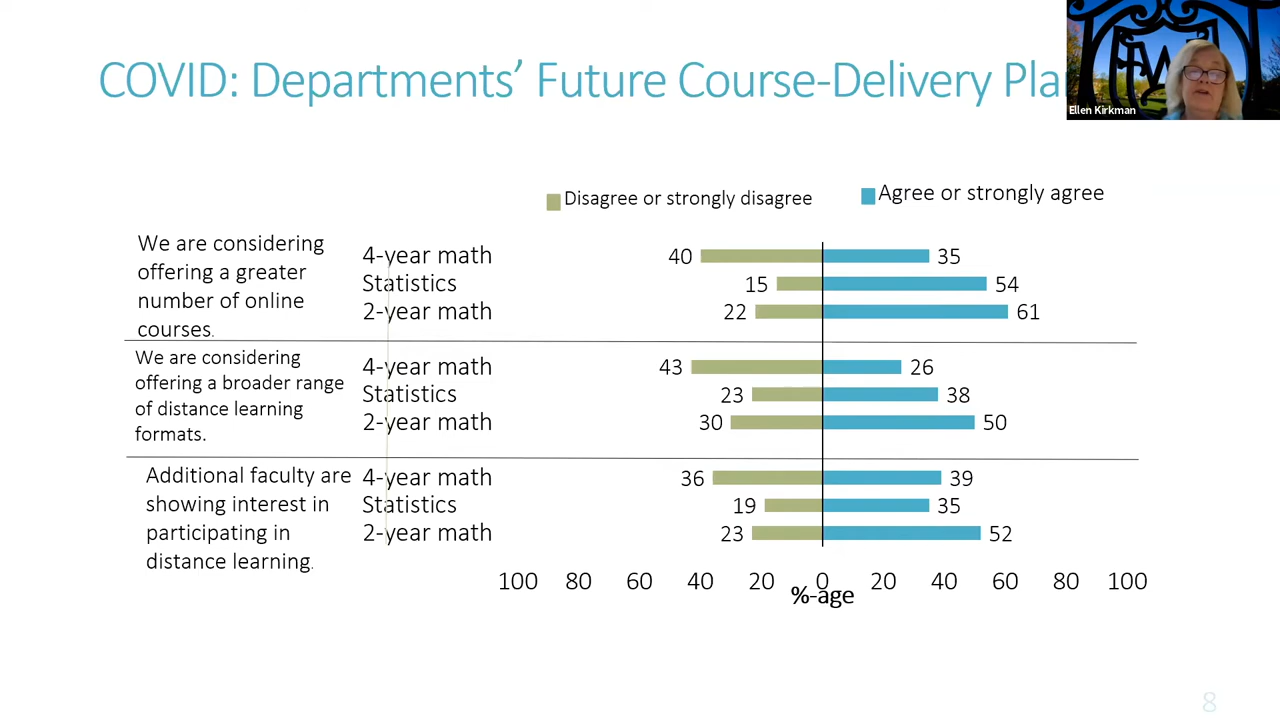 COVID: Departments’ Future Course-Delivery Pla
Ellen Kirkman
Disagree or strongly disagree
Agree or strongly agree
We are considering
offering a greater
number of online
courses.
4-year math
40
35
Statistics
15
54
2-year math
22
61
We are considering
offering a broader range
of distance learning
formats.
4-year math
43
26
Statistics
23
38
2-year math
30
50
Additional faculty are
showing interest in
participating in
distance learning.
4-year math
36
39
Statistics
19
35
2-year math
23
52
100 80 60 40 20 0 20 40 60 80 100
%-age
8